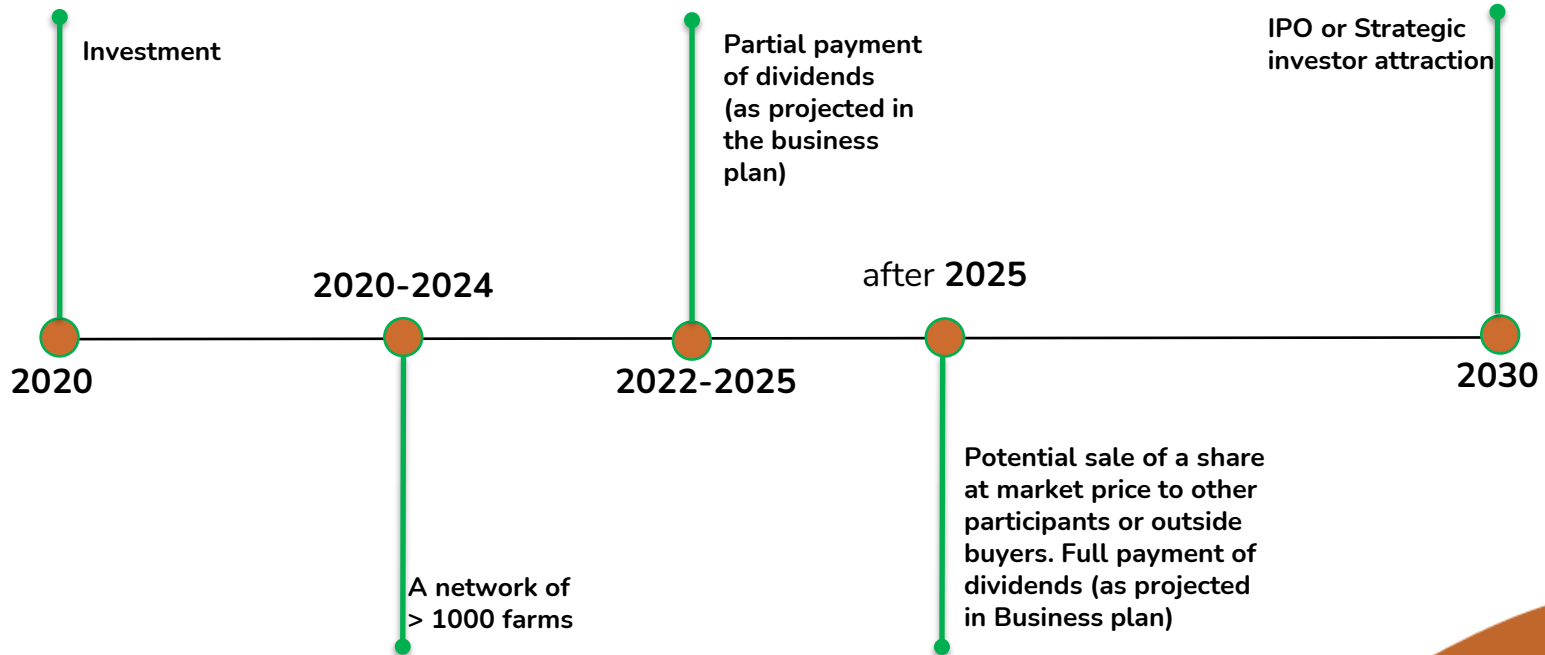 Investment
Partial payment
of dividends
(as projected in
the business
plan)
IPO or Strategic
investor attraction
2020-2024
after 2025
2020
2022-2025
2030
A network of
> 1000 farms
Potential sale of a share
at market price to other
participants or outside
buyers. Full payment of
dividends (as projected
in Business plan)